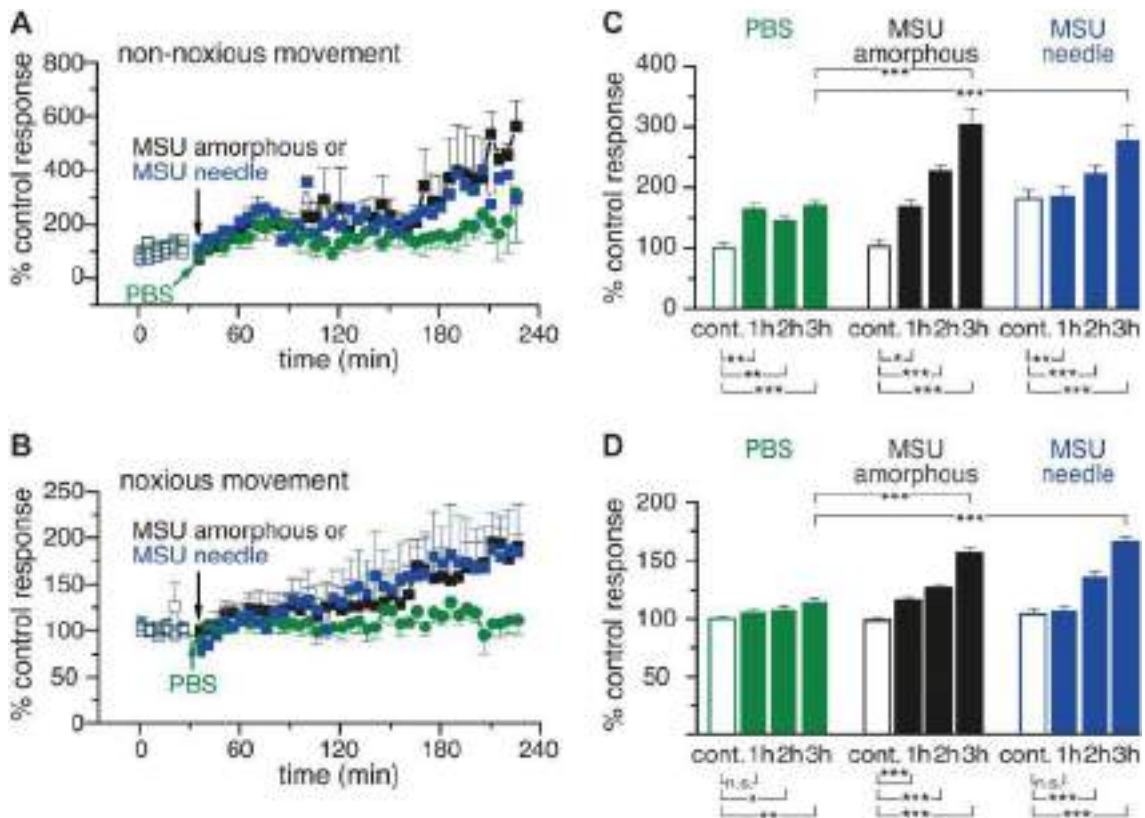 A
non-noxious movement
800
600
400
200
0
% control response
MSU amorphous or
MSU needle
PBS
0 60 120 180 240
time (min)
C
PBS
MSU
amorphous
MSU
needle
***
***
400
300
200
100
0
% control response
cont. 1h 2h 3h cont. 1h 2h 3h cont. 1h 2h 3h
** * **
** *** ***
*** *** ***
B
noxious movement
250
200
150
100
50
0
% control response
MSU amorphous or
MSU needle
PBS
0 60 120 180 240
time (min)
D
PBS
MSU
amorphous
MSU
needle
***
***
200
150
100
50
% control response
cont. 1h 2h 3h cont. 1h 2h 3h cont. 1h 2h 3h
n.s. *** n.s.
* *** ***
** *** ***